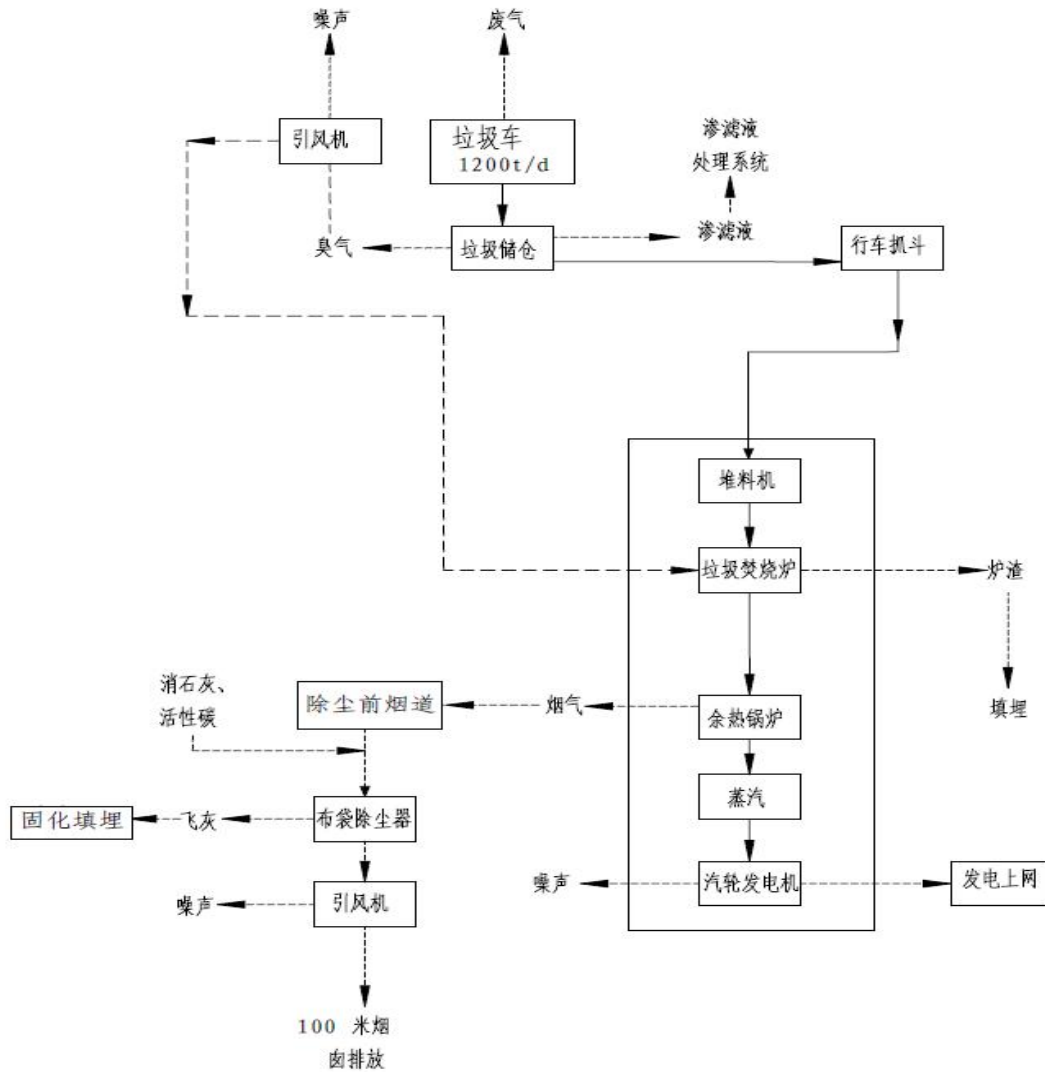 噪声
废气
引风机
垃圾车
1200t/d
渗滤液
处理系统
臭气
垃圾储仓
渗滤液
行车抓斗
堆料机
垃圾焚烧炉
炉渣
消石灰、
活性碳
除尘前烟道
烟气
余热锅炉
填埋
蒸汽
固化填埋
飞灰
布袋除尘器
噪声
汽轮发电机
发电上网
噪声
引风机
100 米烟
囱排放